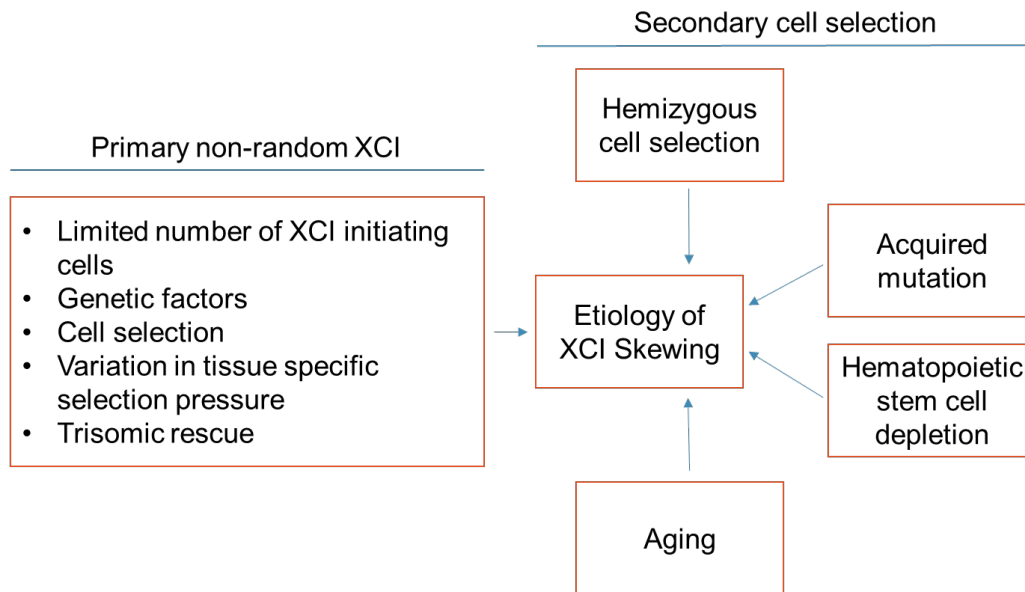 Secondary cell selection
Hemizygous
cell selection
Primary non-random XCI
• Limited number of XCI initiating
cells
• Genetic factors
• Cell selection
• Variation in tissue specific
selection pressure
• Trisomic rescue
Etiology of
XCI Skewing
Acquired
mutation
Hematopoietic
stem cell
depletion
Aging